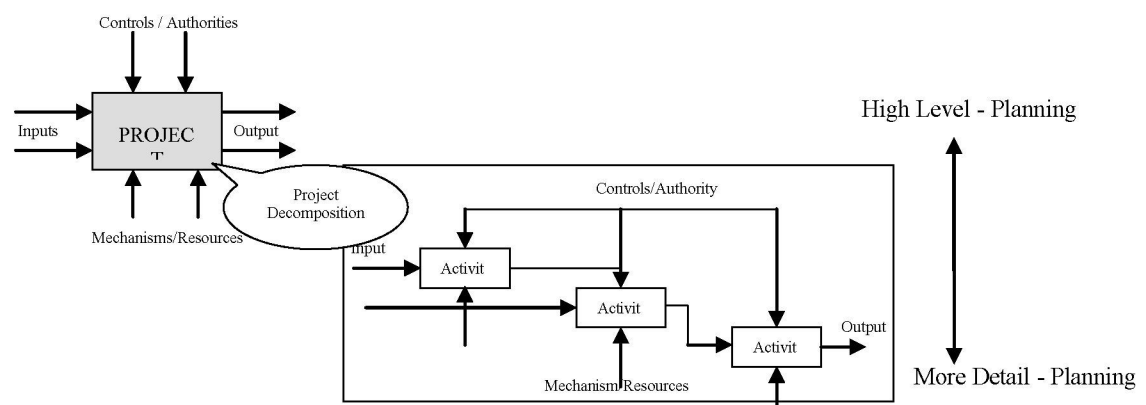 Controls / Authorities
Inputs
PROJEC
T
Output
High Level - Planning
Project
Decomposition
Controls/Authority
Mechanisms/Resources
Input
Activit
Activit
Output
Activit
Mechanism/Resources
More Detail - Planning